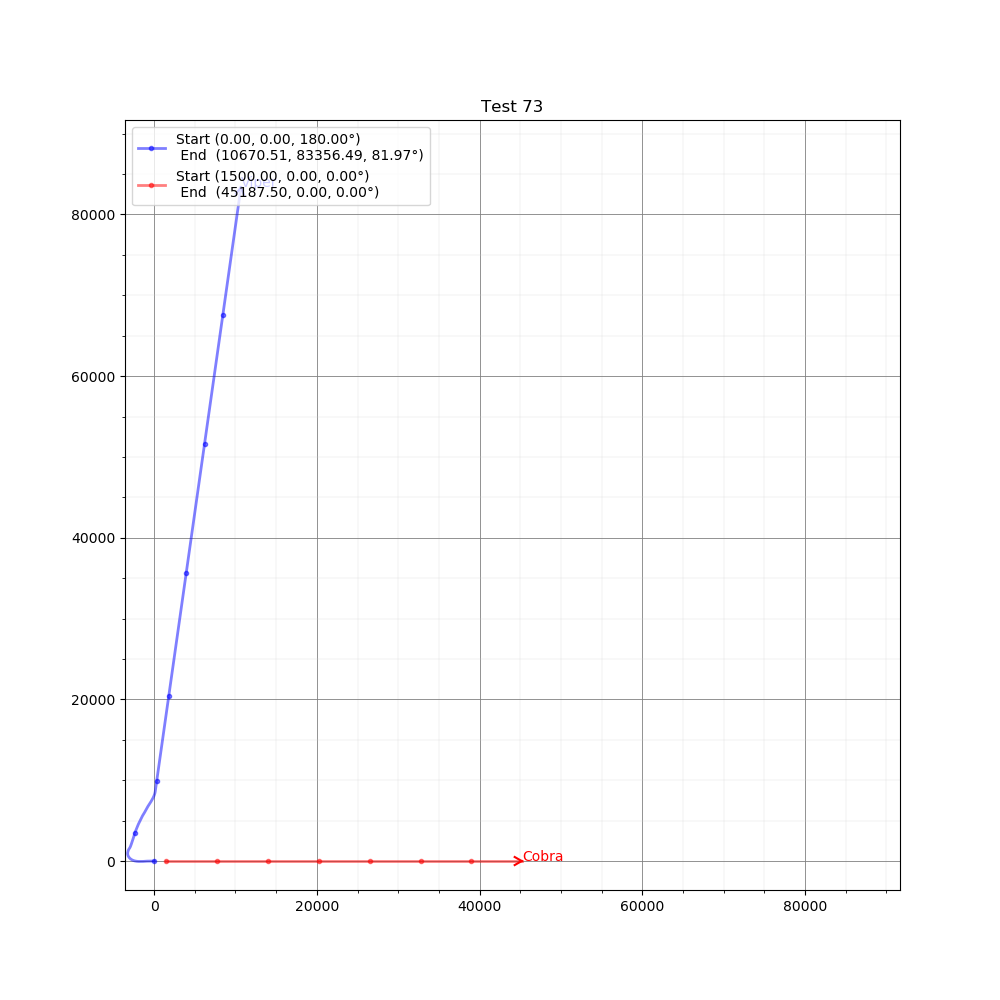 Test 73
Start (0.00, 0.00, 180.00°)
End (10670.51, 83356.49, 81.97°)
Start (1500.00, 0.00, 0.00°)
End (45187.50, 0.00, 0.00°)
80000
60000
40000
20000
0
Cobra
0 20000 40000 60000 80000